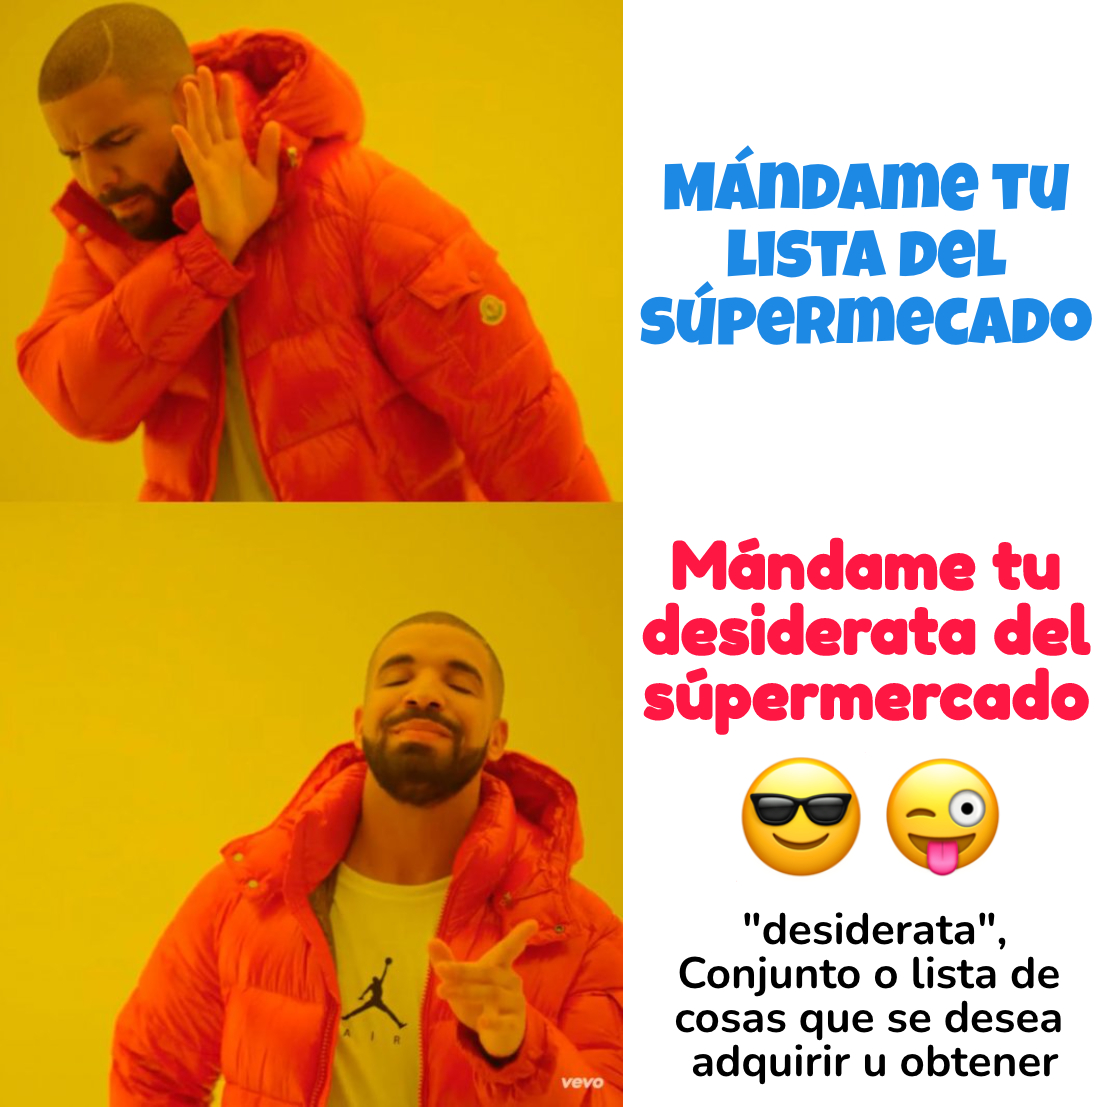 MÁnDAme Tu
LISTA Del
SÚPeRmeCADO
Mándame tu
desiderata del
súpermercado
"desiderata",
Conjunto o lista de
cosas que se desea
adquirir u obtener
AIR
vevo